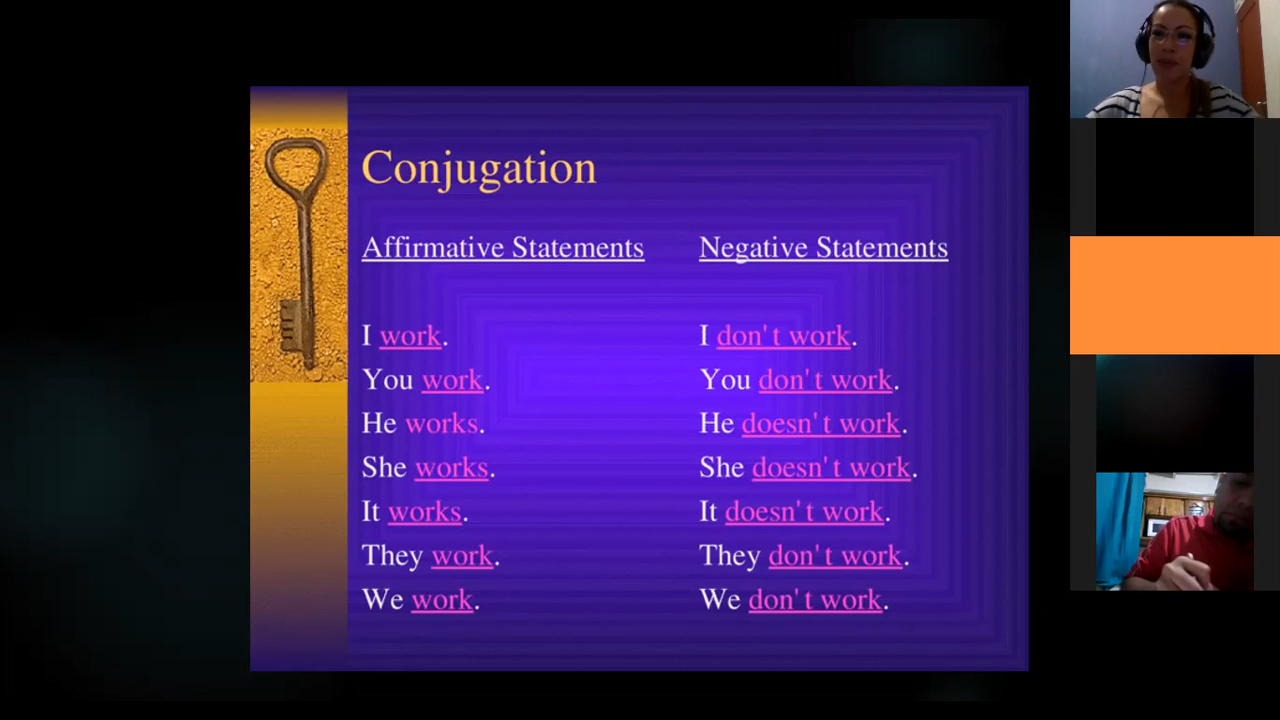 Conjugation
Affirmative Statements
Negative Statements
I work.
I don't work.
You work.
You don't work.
He works.
He doesn't work.
She works.
She doesn't work.
It works.
It doesn't work.
They work.
They don't work.
We work.
We don't work.